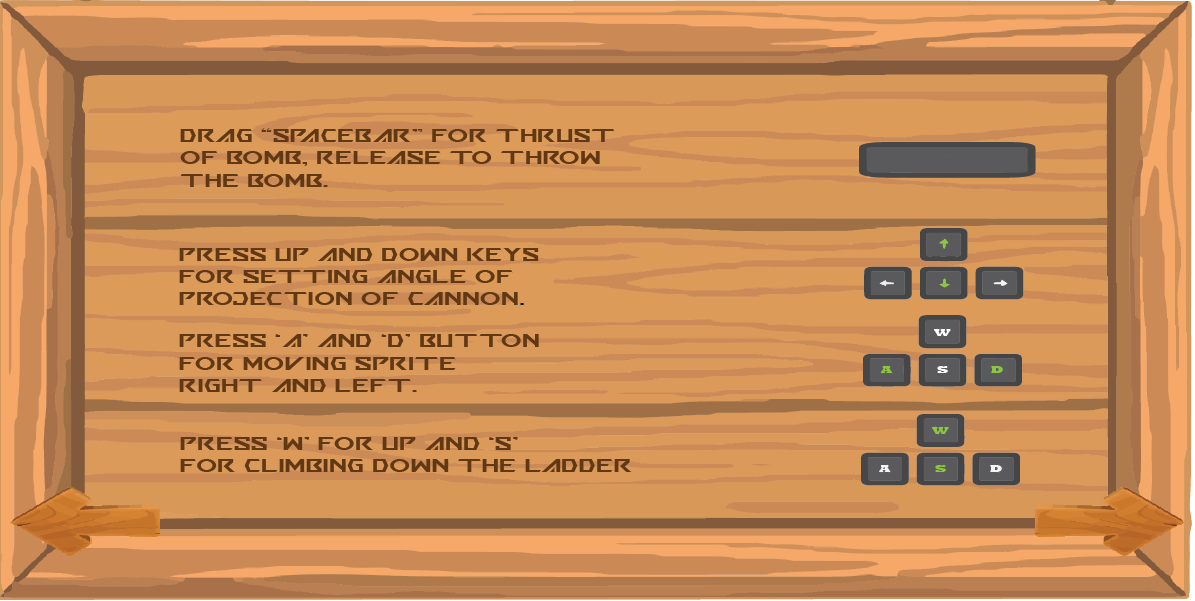 DRAG “SPACEBAR” FOR THRUST
OF BOMB, RELEASE TO THROW
THE BOMB.
PRESS UP AND DOWN KEYS
FOR SETTING ANGLE OF
PROJECTION OF CANNON.
↑
← ↓ →
PRESS ‘A’ AND ‘D’ BUTTON
FOR MOVING SPRITE
RIGHT AND LEFT.
W
A S D
PRESS ‘W’ FOR UP AND ‘S’
FOR CLIMBING DOWN THE LADDER
W
A S D